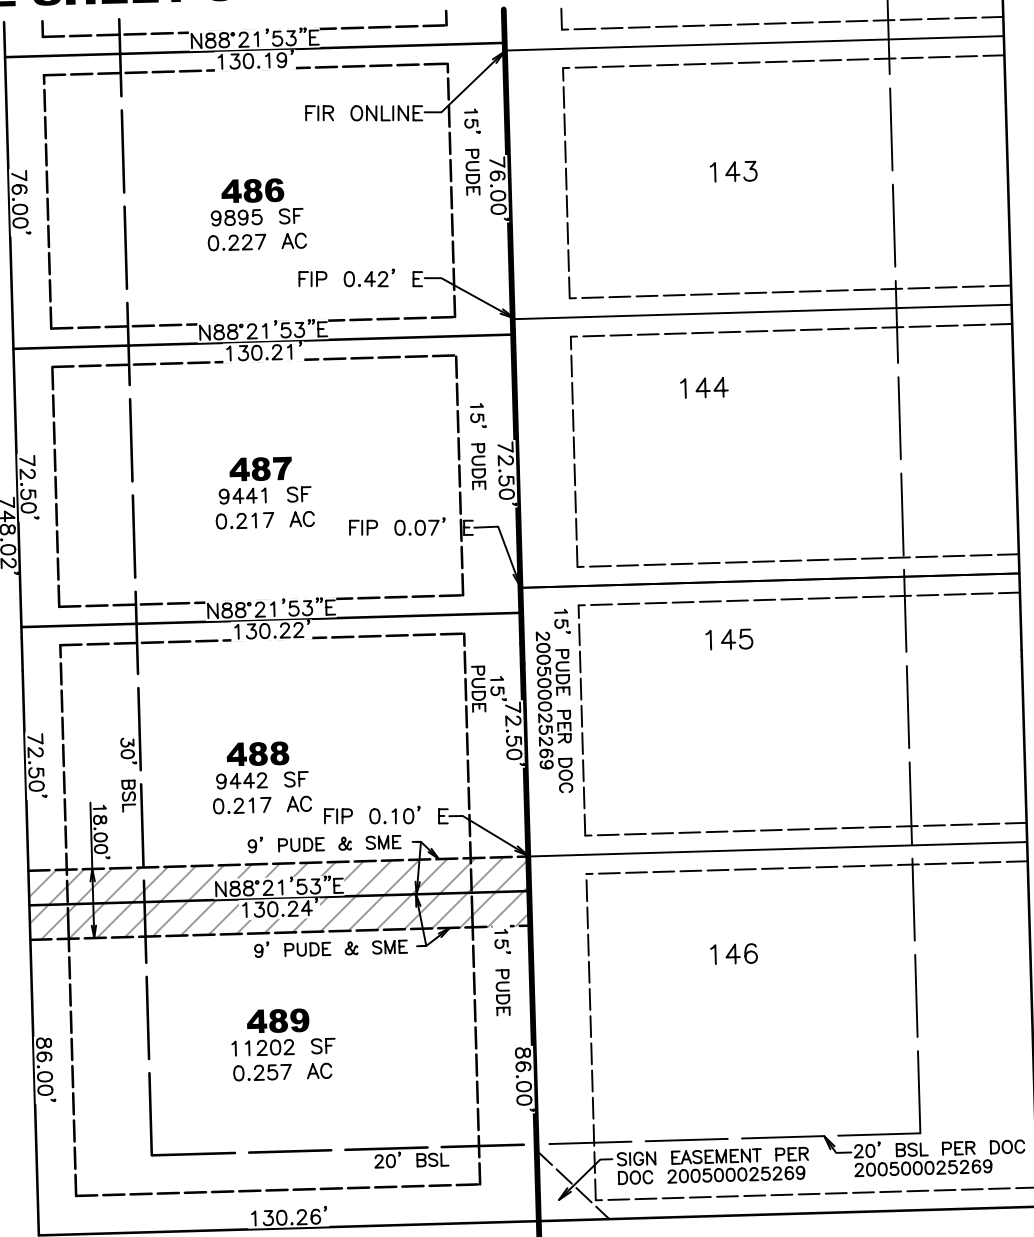 N88°21'53"E
130.19'
FIR ONLINE
15' PUDE
76.00'
76.00'
486
9895 SF
0.227 AC
143
FIP 0.42' E
N88°21'53"E
130.21'
144
15' PUDE
72.50'
72.50'
748.02'
487
9441 SF
0.217 AC
FIP 0.07' E
N88°21'53"E
130.22'
15' PUDE PER DOC
200500025269
145
15'
PUDE
72.50'
72.50'
30' BSL
488
9442 SF
0.217 AC
FIP 0.10' E
18.00'
9' PUDE & SME
N88°21'53"E
130.24'
9' PUDE & SME
15' PUDE
146
489
11202 SF
0.257 AC
86.00'
86.00'
20' BSL
SIGN EASEMENT PER
DOC 200500025269
20' BSL PER DOC
200500025269
130.26'